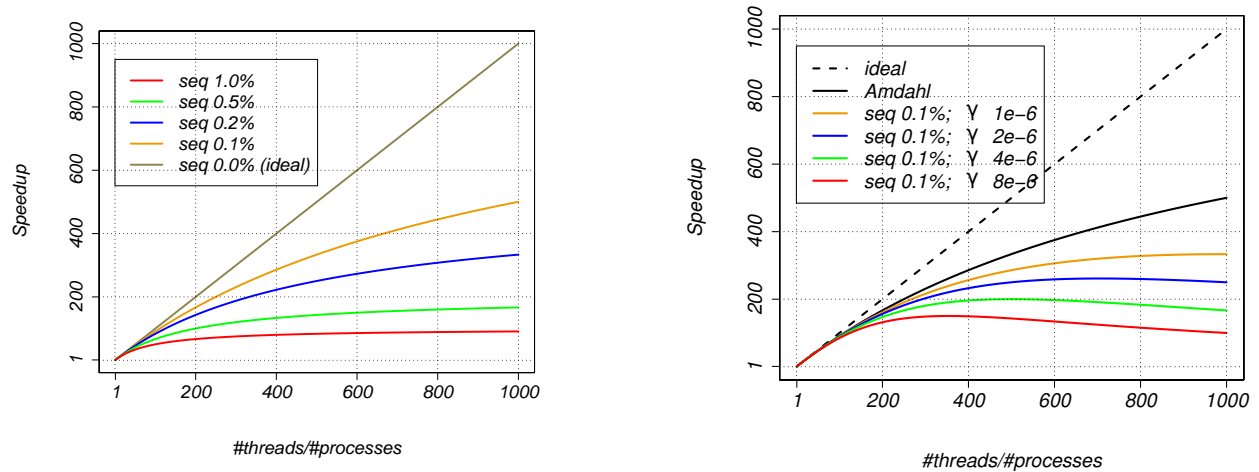 1000
800
600
400
200
1
Speedup
seq 1.0%
seq 0.5%
seq 0.2%
seq 0.1%
seq 0.0% (ideal)
1 200 400 600 800 1000
#threads/#processes
1000
800
600
400
200
1
Speedup
ideal
Amdahl
seq 0.1%; γ 1e−6
seq 0.1%; γ 2e−6
seq 0.1%; γ 4e−6
seq 0.1%; γ 8e−6
1 200 400 600 800 1000
#threads/#processes